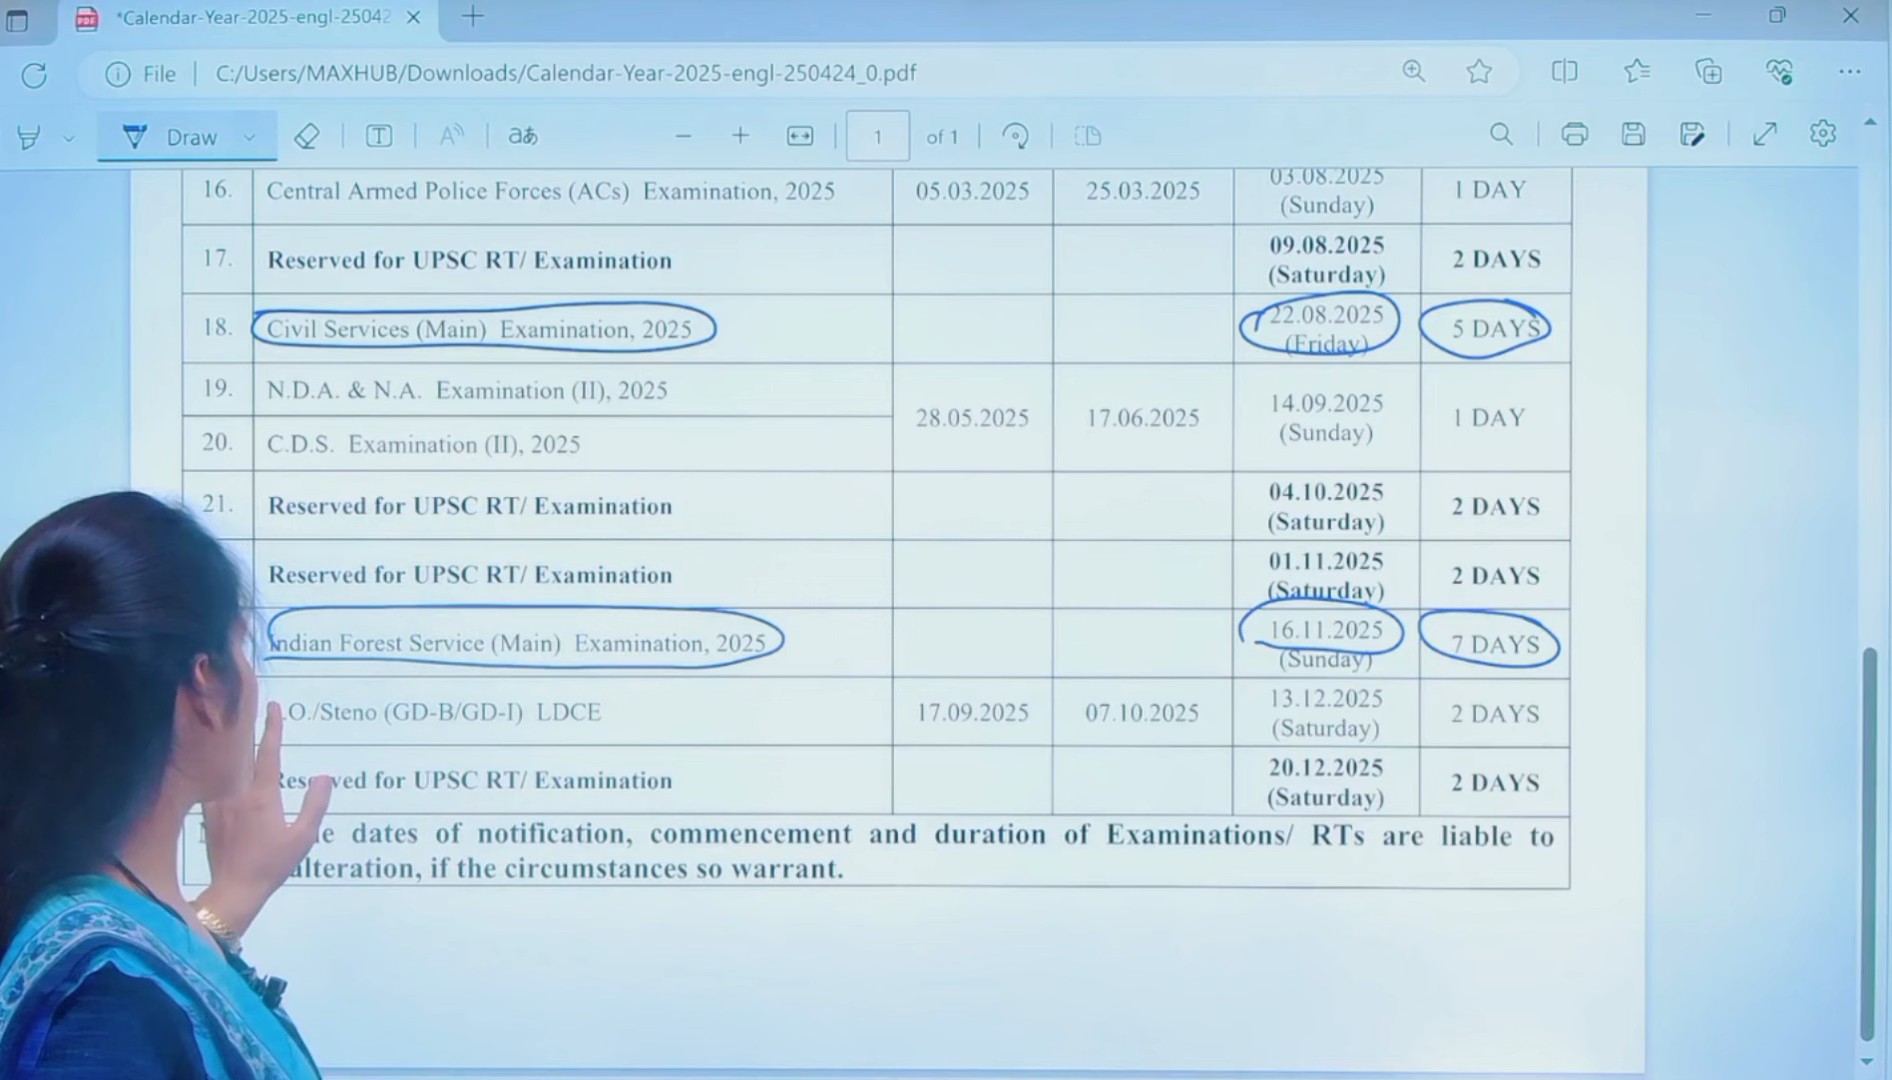 *Calendar-Year-2025-engl-25042
File
C:/Users/MAXHUB/Downloads/Calendar-Year-2025-engl-250424_0.pdf
Draw
T
aあ
1 of 1
16. Central Armed Police Forces (ACs) Examination, 2025 05.03.2025 25.03.2025 03.08.2025 (Sunday) 1 DAY
17. Reserved for UPSC RT/ Examination 09.08.2025 (Saturday) 2 DAYS
18. Civil Services (Main) Examination, 2025 22.08.2025 (Friday) 5 DAYS
19. N.D.A. & N.A. Examination (II), 2025 28.05.2025 17.06.2025 14.09.2025 (Sunday) 1 DAY
20. C.D.S. Examination (II), 2025
21. Reserved for UPSC RT/ Examination 04.10.2025 (Saturday) 2 DAYS
Reserved for UPSC RT/ Examination 01.11.2025 (Saturday) 2 DAYS
Indian Forest Service (Main) Examination, 2025 16.11.2025 (Sunday) 7 DAYS
.O./Steno (GD-B/GD-I) LDCE 17.09.2025 07.10.2025 13.12.2025 (Saturday) 2 DAYS
Reserved for UPSC RT/ Examination 20.12.2025 (Saturday) 2 DAYS
dates of notification, commencement and duration of Examinations/ RTs are liable to
alteration, if the circumstances so warrant.